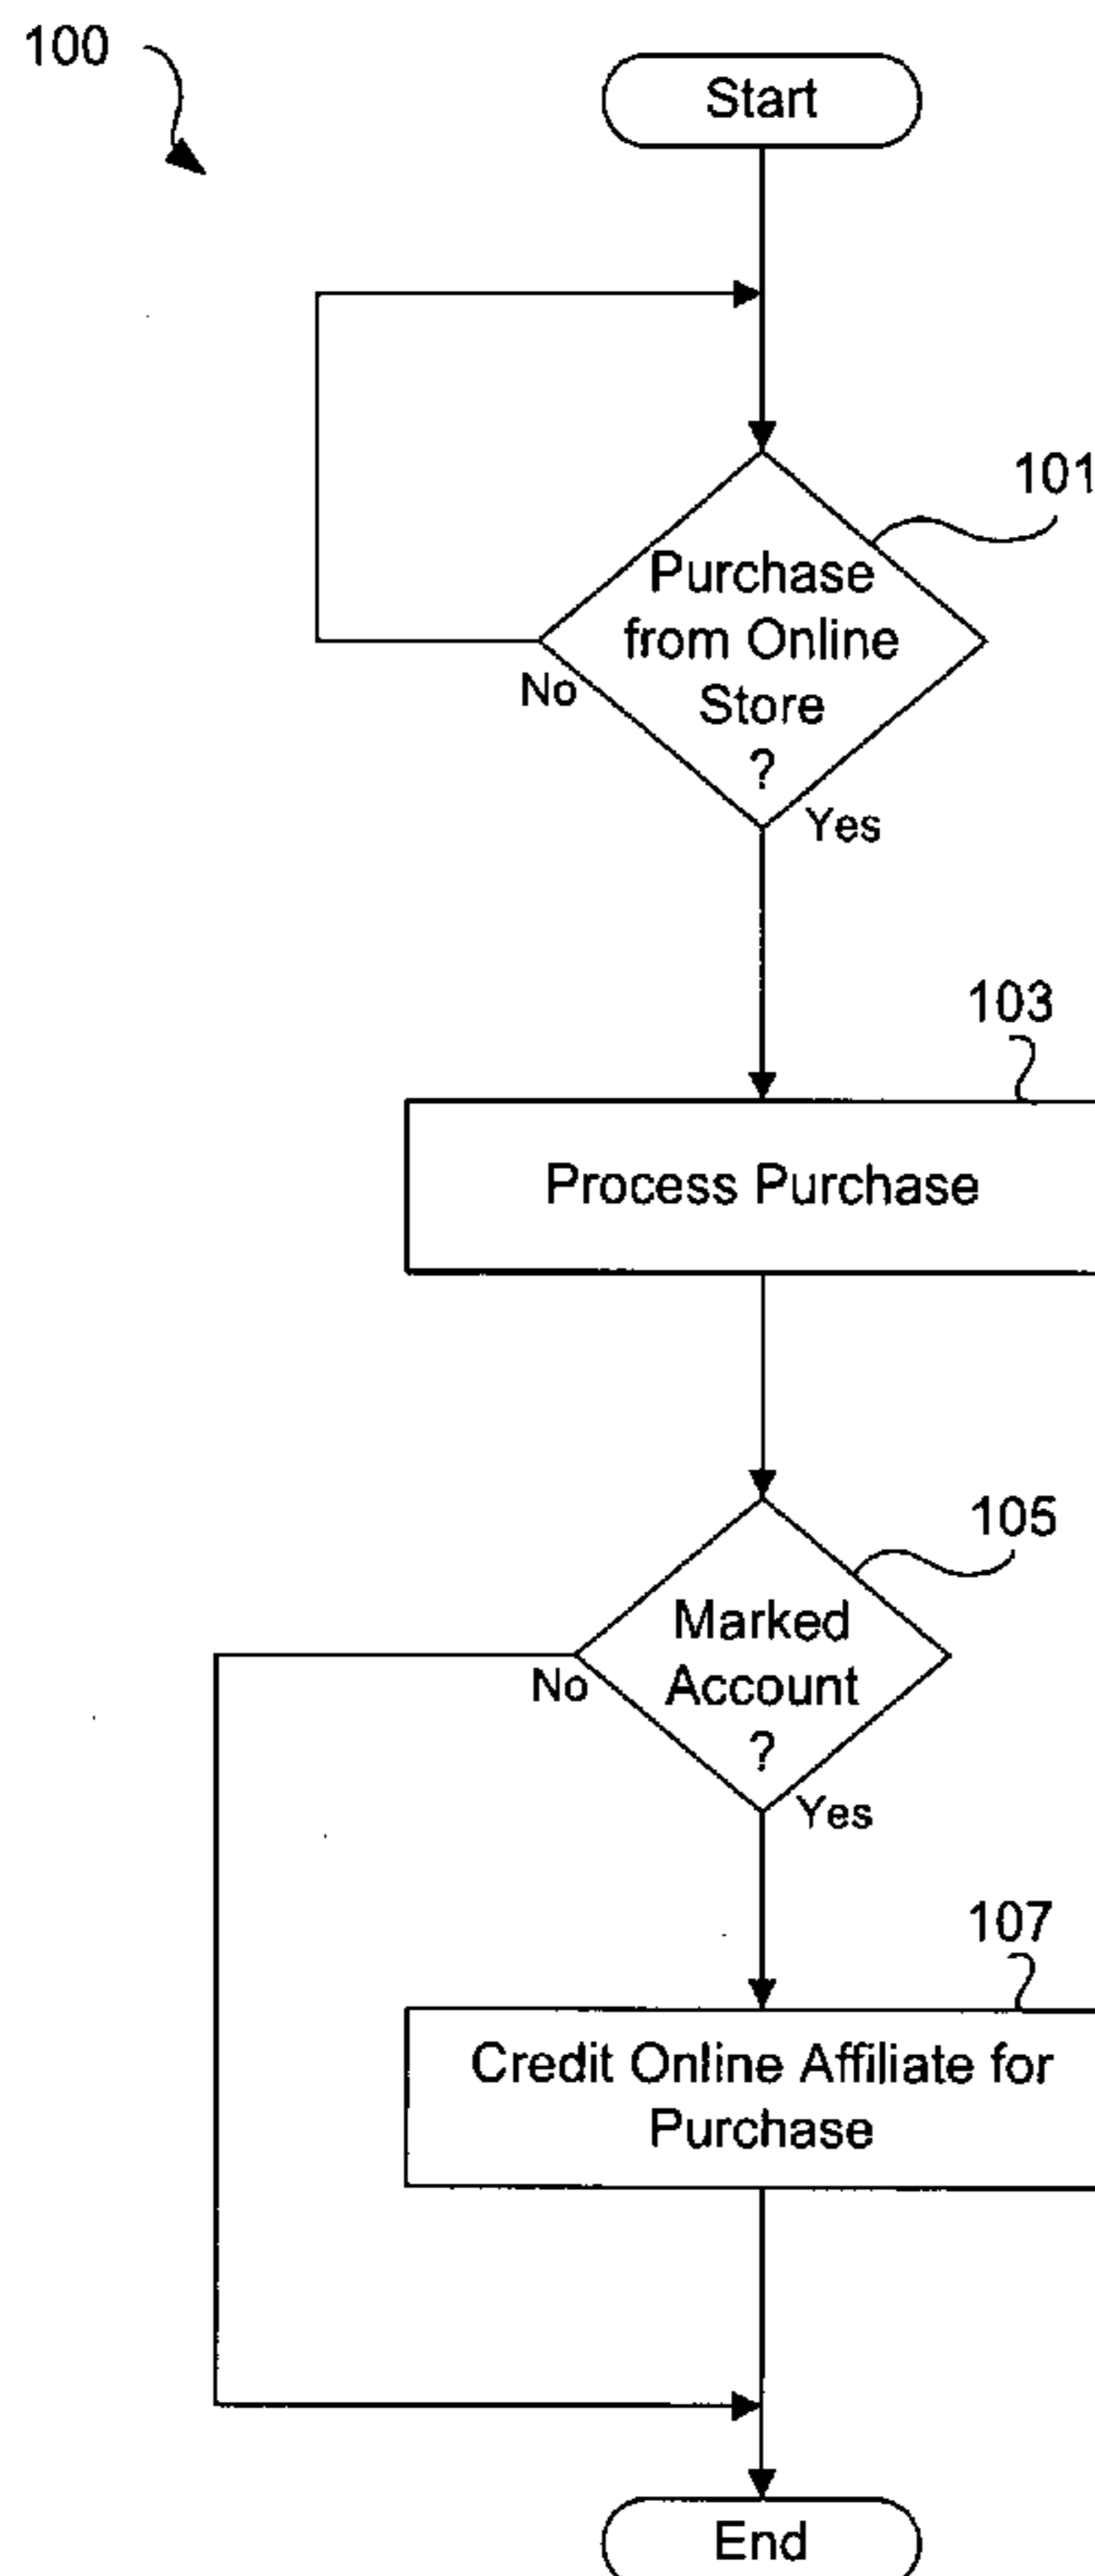 100
Start
101
Purchase
from Online
Store
?
No
Yes
103
Process Purchase
105
Marked
Account
?
No
Yes
107
Credit Online Affiliate for
Purchase
End